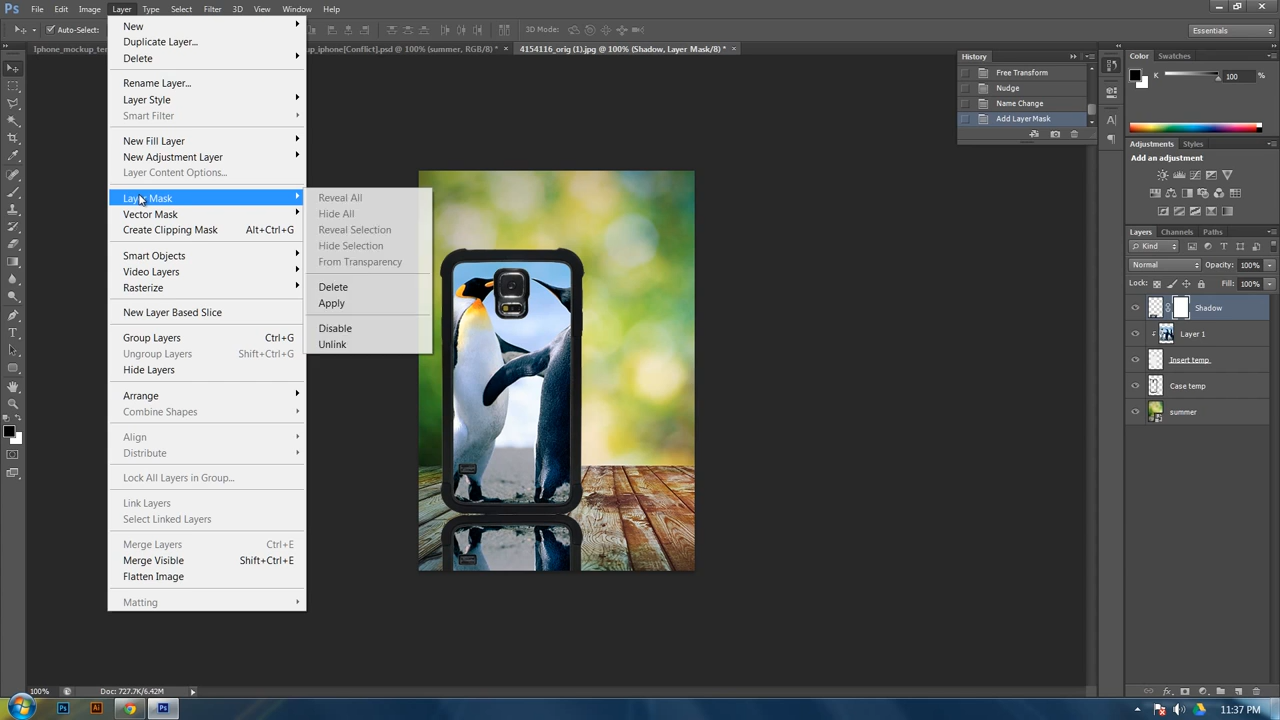 Ps File Edit Image Layer Type Select Filter 3D View Window Help
Auto-Select: 3D Mode: Essentials
Iphone_mockup_ter up_iphone[Conflict].psd @ 100% (summer, RGB/8) * × 4154116_orig (1).jpg @ 100% (Shadow, Layer Mask/8) * ×
New
Duplicate Layer...
Delete
Rename Layer...
Layer Style
Smart Filter
New Fill Layer
New Adjustment Layer
Layer Content Options...
Layer Mask
Vector Mask
Create Clipping Mask Alt+Ctrl+G
Smart Objects
Video Layers
Rasterize
New Layer Based Slice
Group Layers Ctrl+G
Ungroup Layers Shift+Ctrl+G
Hide Layers
Arrange
Combine Shapes
Align
Distribute
Lock All Layers in Group...
Link Layers
Select Linked Layers
Merge Layers Ctrl+E
Merge Visible Shift+Ctrl+E
Flatten Image
Matting
Reveal All
Hide All
Reveal Selection
Hide Selection
From Transparency
Delete
Apply
Disable
Unlink
History
Free Transform
Nudge
Name Change
Add Layer Mask
Color Swatches
K 100 %
Adjustments Styles
Add an adjustment
Layers Channels Paths
Kind
Normal Opacity: 100%
Lock: Fill: 100%
Shadow
Layer 1
Insert temp
Case temp
summer
100% Doc: 727.7K/6.42M
Ps Ai Ps 11:37 PM